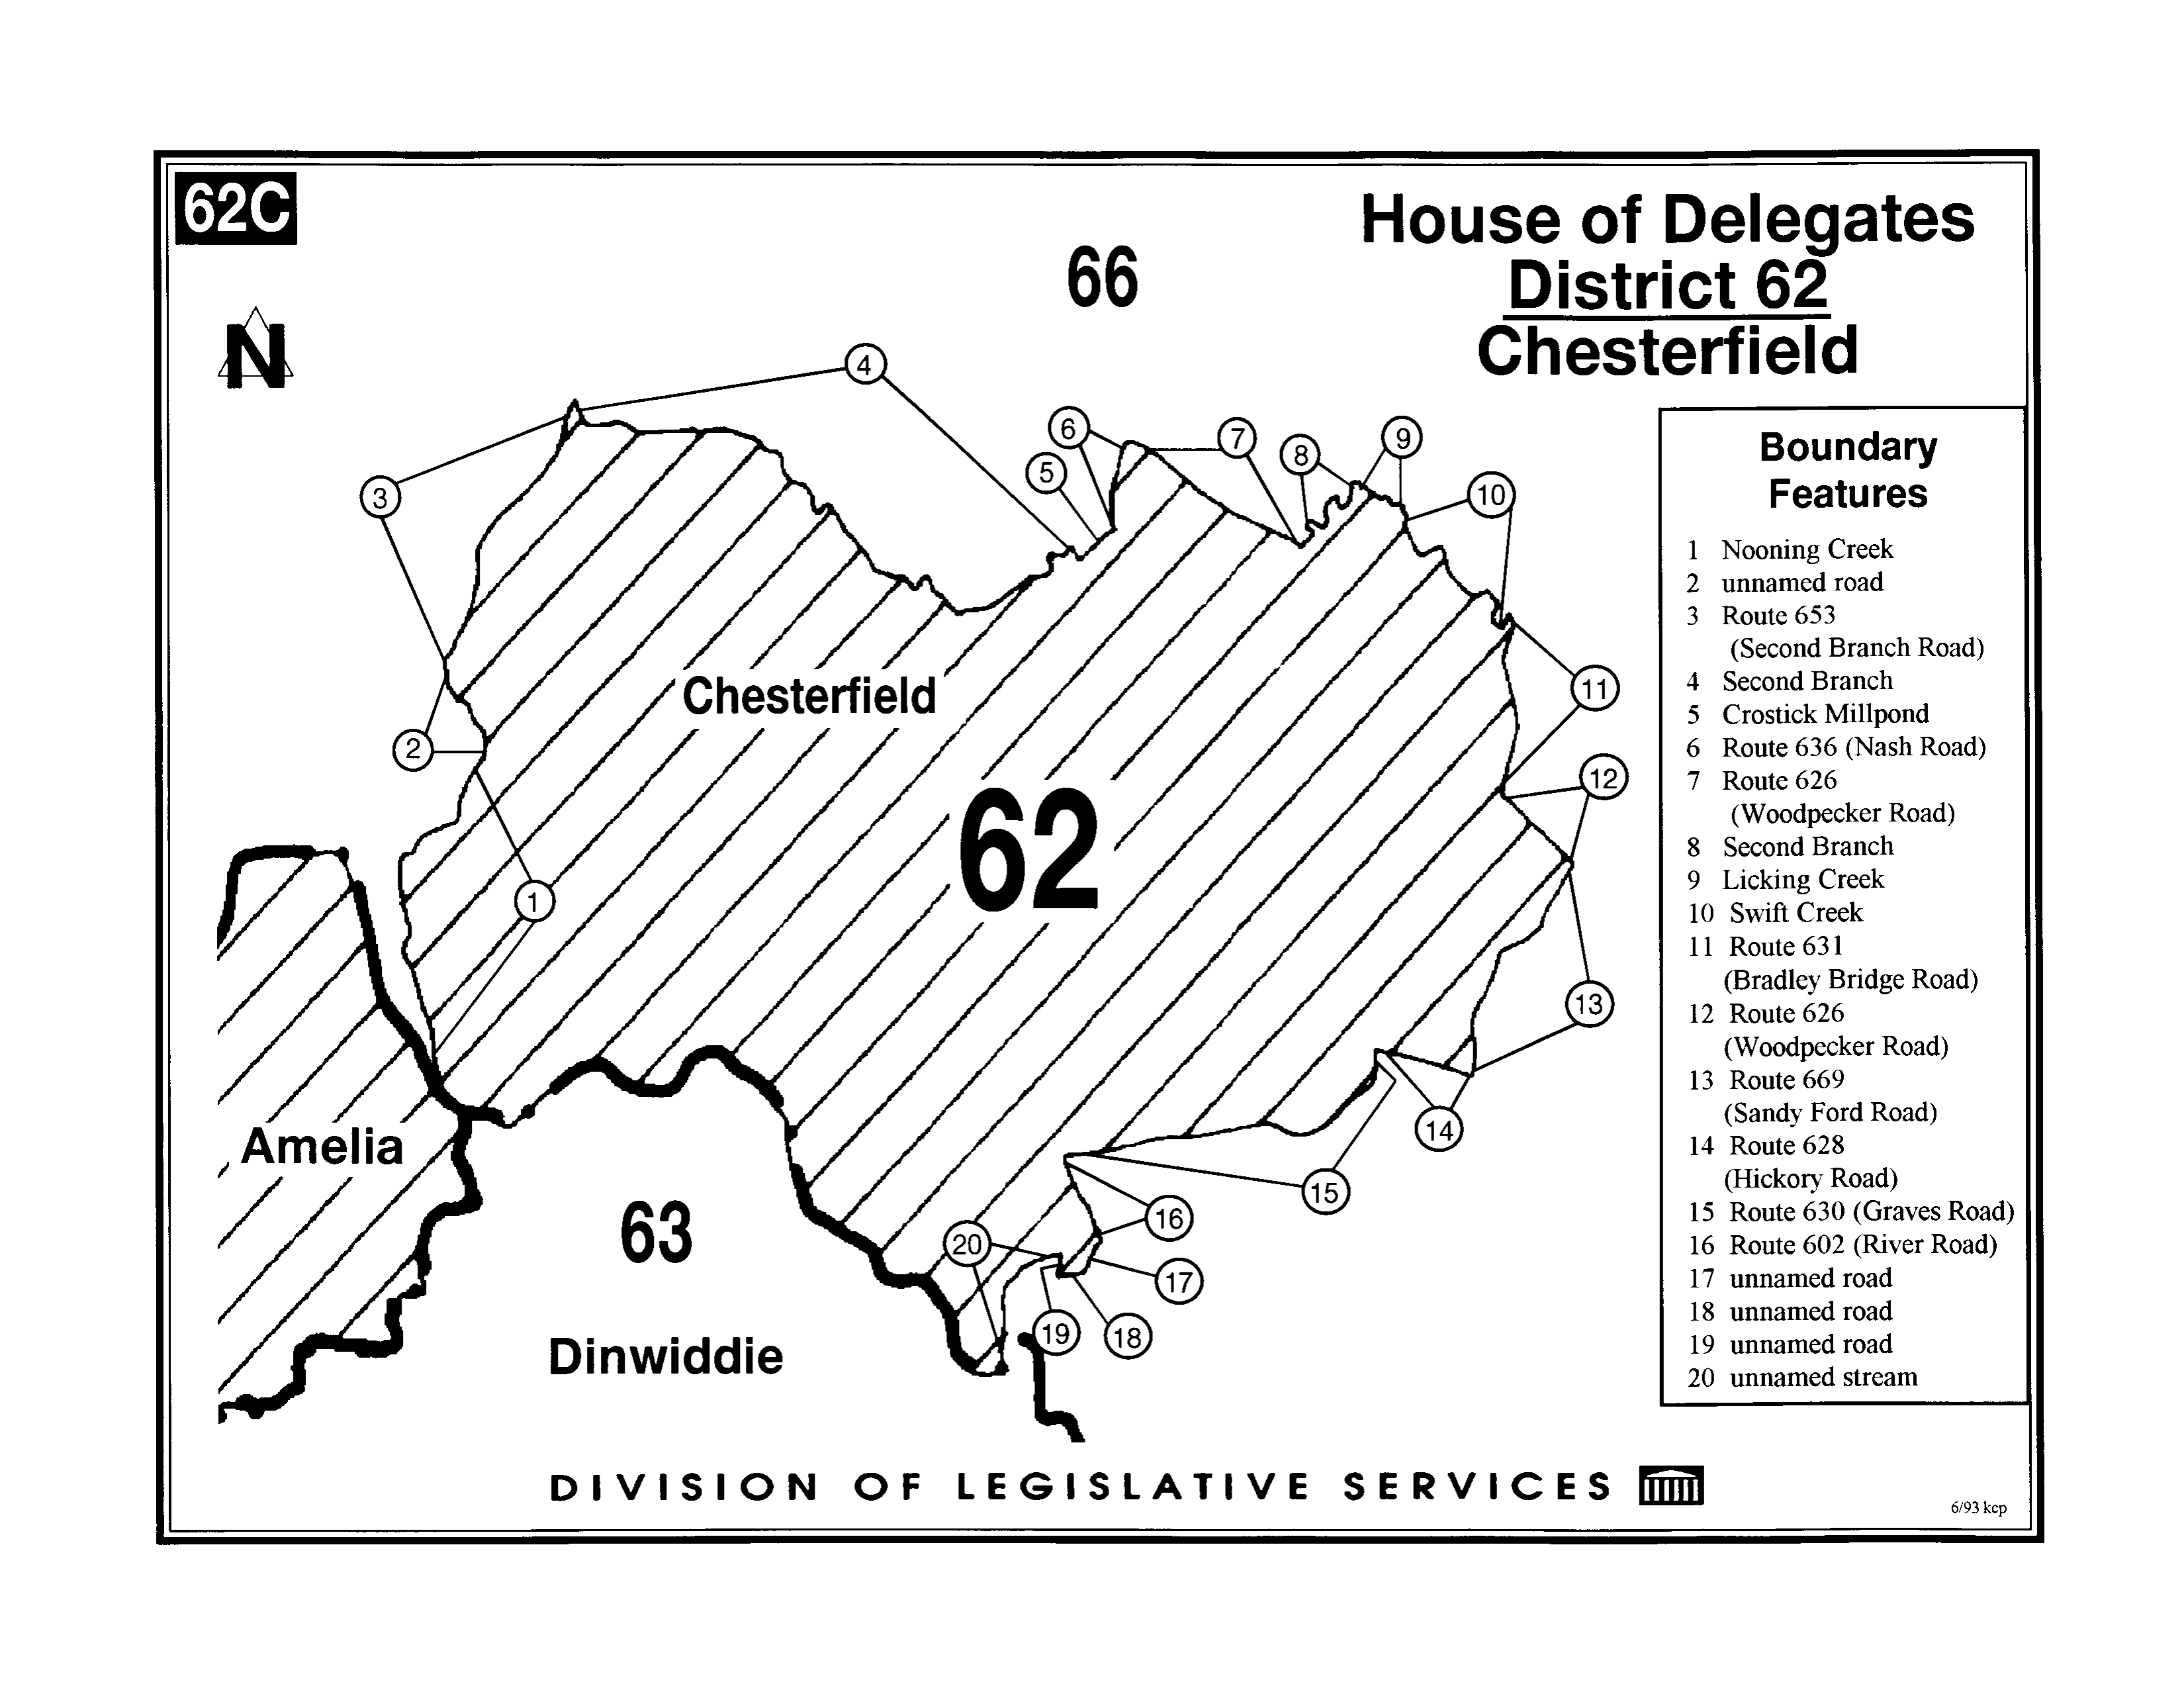 62C
House of Delegates
District 62
Chesterfield
66
N
4
3
5
6
7
8
9
10
11
12
13
14
15
16
17
18
19
20
1
2
Chesterfield
62
Amelia
63
Dinwiddie
Boundary
Features
1 Nooning Creek
2 unnamed road
3 Route 653
(Second Branch Road)
4 Second Branch
5 Crostick Millpond
6 Route 636 (Nash Road)
7 Route 626
(Woodpecker Road)
8 Second Branch
9 Licking Creek
10 Swift Creek
11 Route 631
(Bradley Bridge Road)
12 Route 626
(Woodpecker Road)
13 Route 669
(Sandy Ford Road)
14 Route 628
(Hickory Road)
15 Route 630 (Graves Road)
16 Route 602 (River Road)
17 unnamed road
18 unnamed road
19 unnamed road
20 unnamed stream
DIVISION OF LEGISLATIVE SERVICES
6/93 kcp